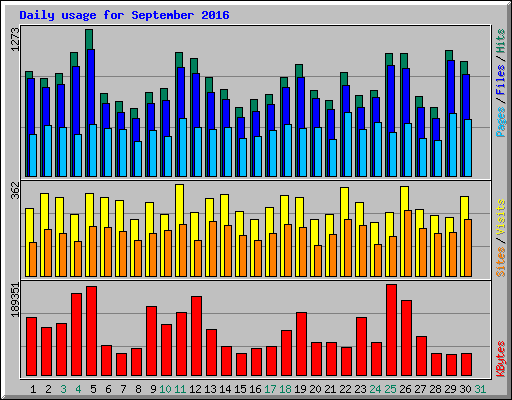 Daily usage for September 2016
1273
Pages / Files / Hits
362
Sites / Visits
189351
KBytes
1 2 3 4 5 6 7 8 9 10 11 12 13 14 15 16 17 18 19 20 21 22 23 24 25 26 27 28 29 30 31